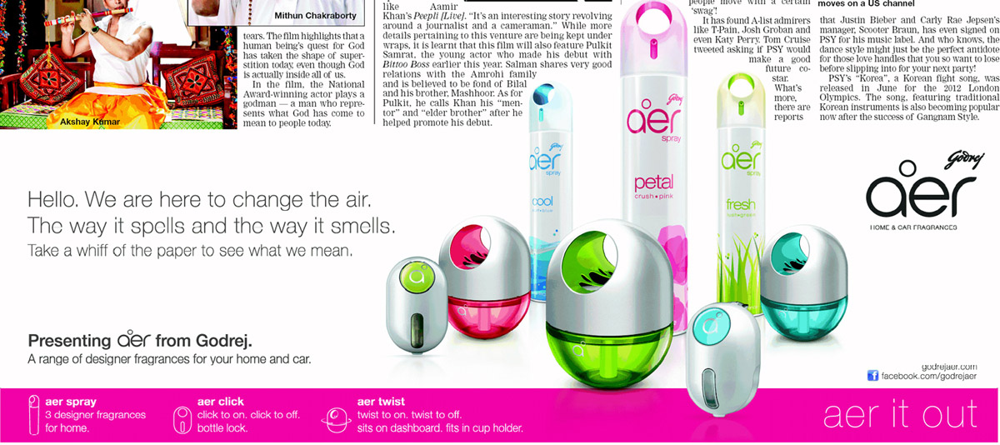 Akshay Kumar
Mithun Chakraborty
tears. The film highlights that a
human being's quest for God
has taken the shape of super-
stition today, even though God
is actually inside all of us.
In the film, the National
Award-winning actor plays a
godman — a man who repre-
sents what God has come to
mean to people today.
like Aamir
Khan's Peepli [Live]. "It's an interesting story revolving
around a journalist and a cameraman." While more
details pertaining to this venture are being kept under
wraps, it is learnt that this film will also feature Pulkit
Samrat, the young actor who made his debut with
Bittoo Boss earlier this year. Salman shares very good
relations with the Amrohi family
and is believed to be fond of Bilal
and his brother, Mashhoor. As for
Pulkit, he calls Khan his "men-
tor" and "elder brother" after he
helped promote his debut.
people move with a certain
'swag'!
It has found A-list admirers
like T-Pain, Josh Groban and
even Katy Perry. Tom Cruise
tweeted asking if PSY would
make a good
future co-
star.
What's
more,
there are
reports
moves on a US channel
that Justin Bieber and Carly Rae Jepsen's
manager, Scooter Braun, has even signed on
PSY for his music label. And who knows, the
dance style might just be the perfect antidote
for those love handles that you so want to lose
before slipping into for your next party!
PSY's "Korea", a Korean fight song, was
released in June for the 2012 London
Olympics. The song, featuring traditional
Korean instruments is also becoming popular
now after the success of Gangnam Style.
Hello. We are here to change the air.
The way it spells and the way it smells.
Take a whiff of the paper to see what we mean.
Godrej
aer
spray
cool
Godrej
aer
spray
petal
crush • pink
Godrej
aer
spray
fresh
Godrej
aer
HOME & CAR FRAGRANCES
Presenting aer from Godrej.
A range of designer fragrances for your home and car.
godrejaer.com
facebook.com/godrejaer
aer spray
3 designer fragrances
for home.
aer click
click to on. click to off.
bottle lock.
aer twist
twist to on. twist to off.
sits on dashboard. fits in cup holder.
aer it out